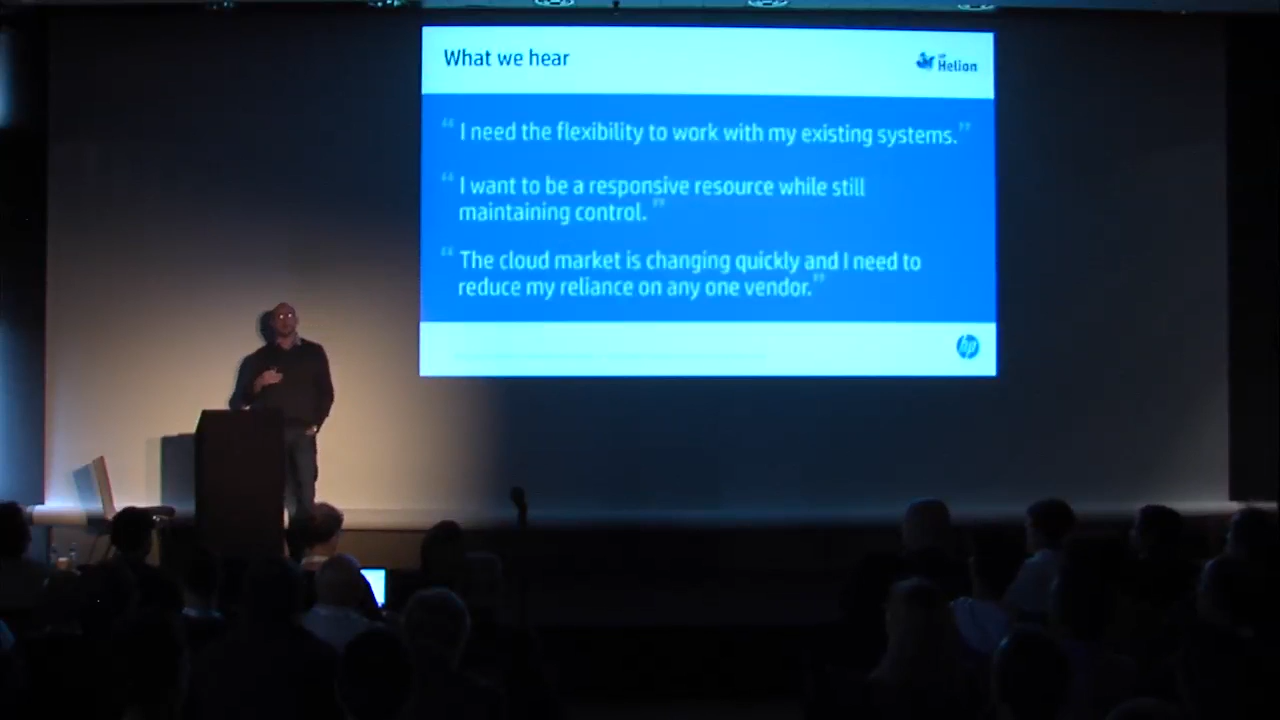 What we hear
hp
Helion
“ I need the flexibility to work with my existing systems.”
“ I want to be a responsive resource while still
maintaining control. ”
“ The cloud market is changing quickly and I need to
reduce my reliance on any one vendor.”
hp